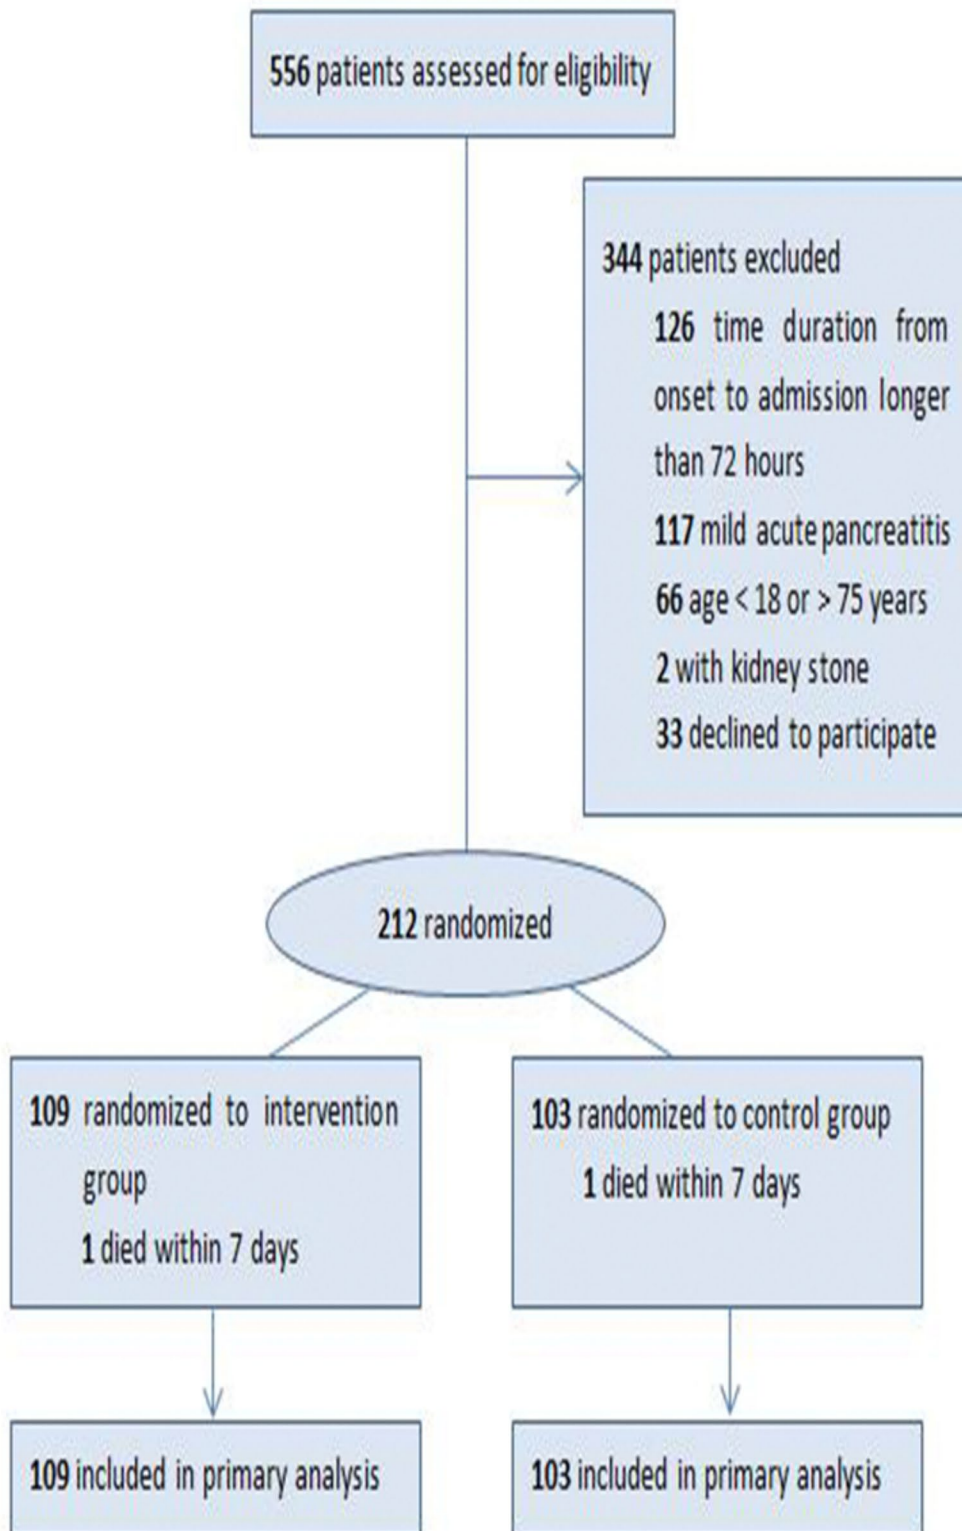 556 patients assessed for eligibility
344 patients excluded
126 time duration from
onset to admission longer
than 72 hours
117 mild acute pancreatitis
66 age < 18 or > 75 years
2 with kidney stone
33 declined to participate
212 randomized
109 randomized to intervention
group
1 died within 7 days
103 randomized to control group
1 died within 7 days
109 included in primary analysis
103 included in primary analysis